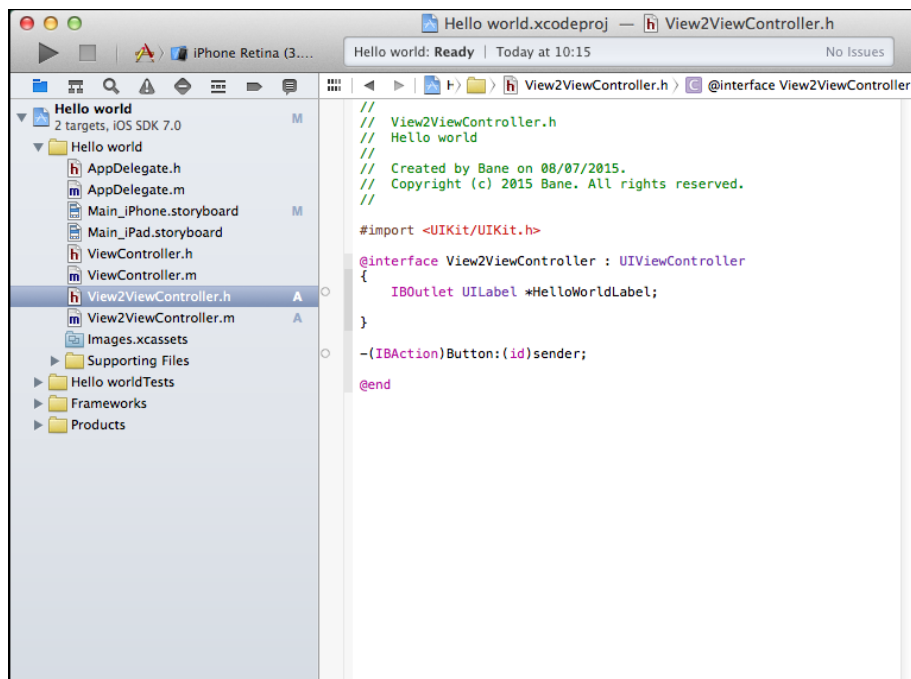 Hello world.xcodeproj — View2ViewController.h
iPhone Retina (3....
Hello world: Ready | Today at 10:15
No Issues
View2ViewController.h
@interface View2ViewController
Hello world
2 targets, iOS SDK 7.0
M
Hello world
AppDelegate.h
AppDelegate.m
Main_iPhone.storyboard
M
Main_iPad.storyboard
ViewController.h
ViewController.m
View2ViewController.h
A
View2ViewController.m
A
Images.xcassets
Supporting Files
Hello worldTests
Frameworks
Products
//
// View2ViewController.h
// Hello world
//
// Created by Bane on 08/07/2015.
// Copyright (c) 2015 Bane. All rights reserved.
//
#import <UIKit/UIKit.h>
@interface View2ViewController : UIViewController
{
IBOutlet UILabel *HelloWorldLabel;
}
-(IBAction)Button:(id)sender;
@end